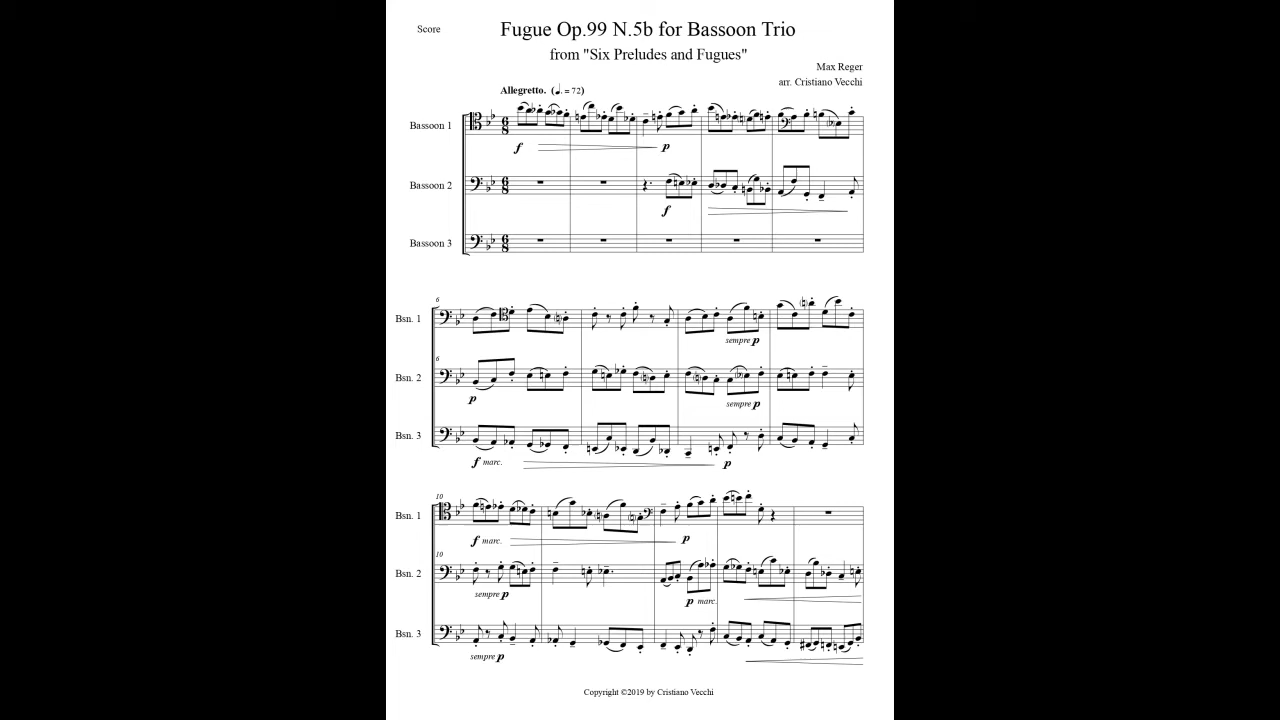 Score
Fugue Op.99 N.5b for Bassoon Trio
from "Six Preludes and Fugues"
Max Reger
arr. Cristiano Vecchi
Allegretto. (♩. = 72)
Bassoon 1
f
p
Bassoon 2
f
Bassoon 3
6
Bsn. 1
sempre p
6
Bsn. 2
p
sempre p
Bsn. 3
f marc.
p
10
Bsn. 1
f marc.
p
10
Bsn. 2
sempre p
p marc.
Bsn. 3
sempre p
Copyright ©2019 by Cristiano Vecchi